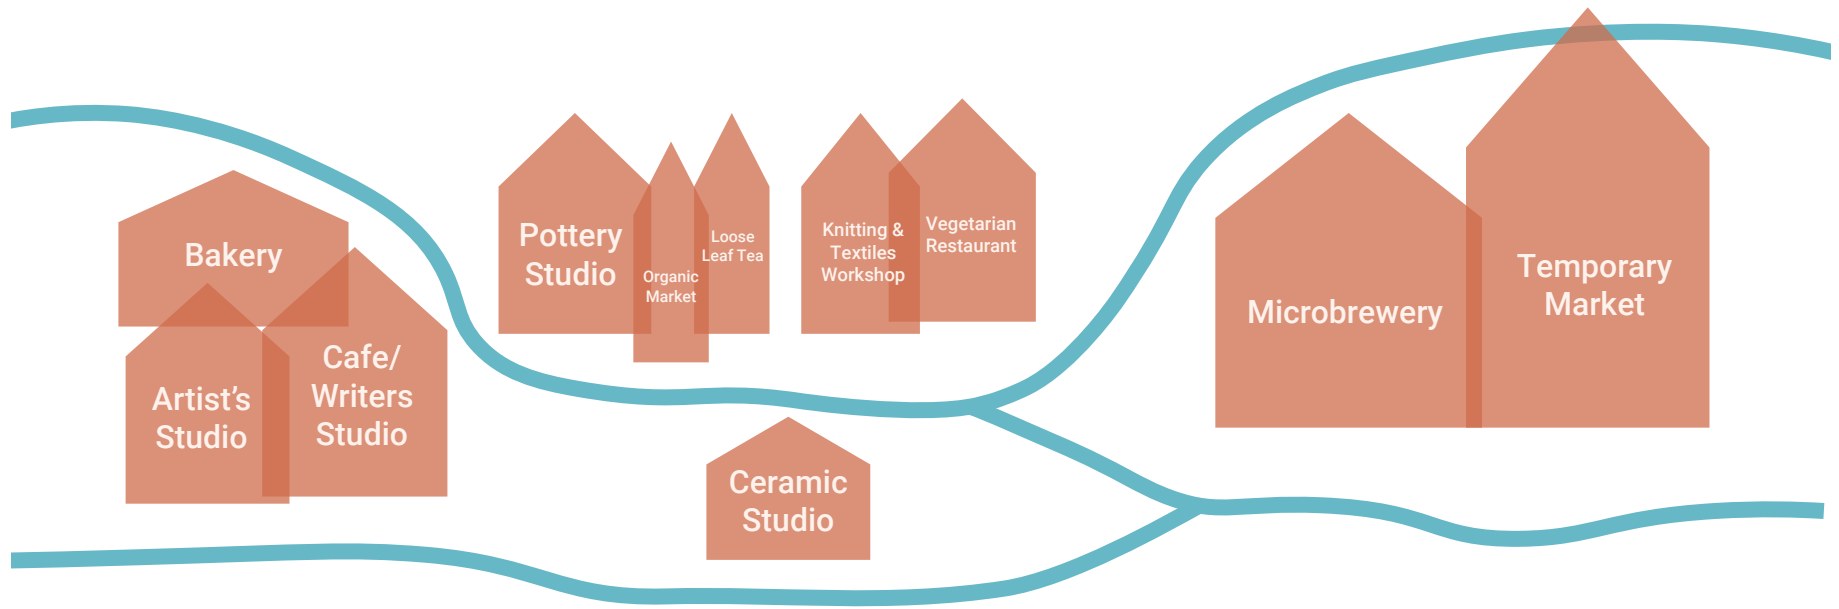 Bakery
Artist’s
Studio
Cafe/
Writers
Studio
Pottery
Studio
Organic
Market
Loose
Leaf Tea
Knitting &
Textiles
Workshop
Vegetarian
Restaurant
Ceramic
Studio
Microbrewery
Temporary
Market